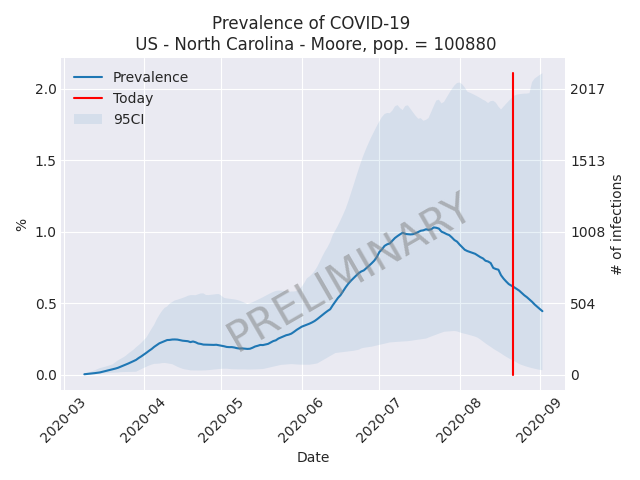 Prevalence of COVID-19
US - North Carolina - Moore, pop. = 100880
Prevalence
Today
95CI
2.0
1.5
1.0
0.5
0.0
%
2017
1513
1008
504
0
# of infections
PRELIMINARY
2020-03
2020-04
2020-05
2020-06
2020-07
2020-08
2020-09
Date